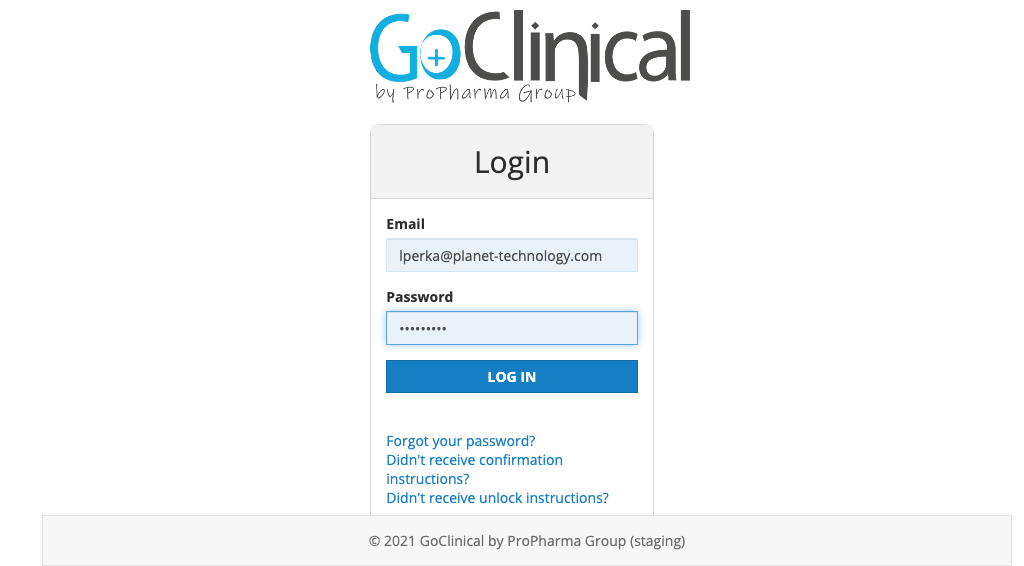 GoClinical
by ProPharma Group
Login
Email
lperka@planet-technology.com
Password
•••••••••
LOG IN
Forgot your password?
Didn't receive confirmation
instructions?
Didn't receive unlock instructions?
© 2021 GoClinical by ProPharma Group (staging)